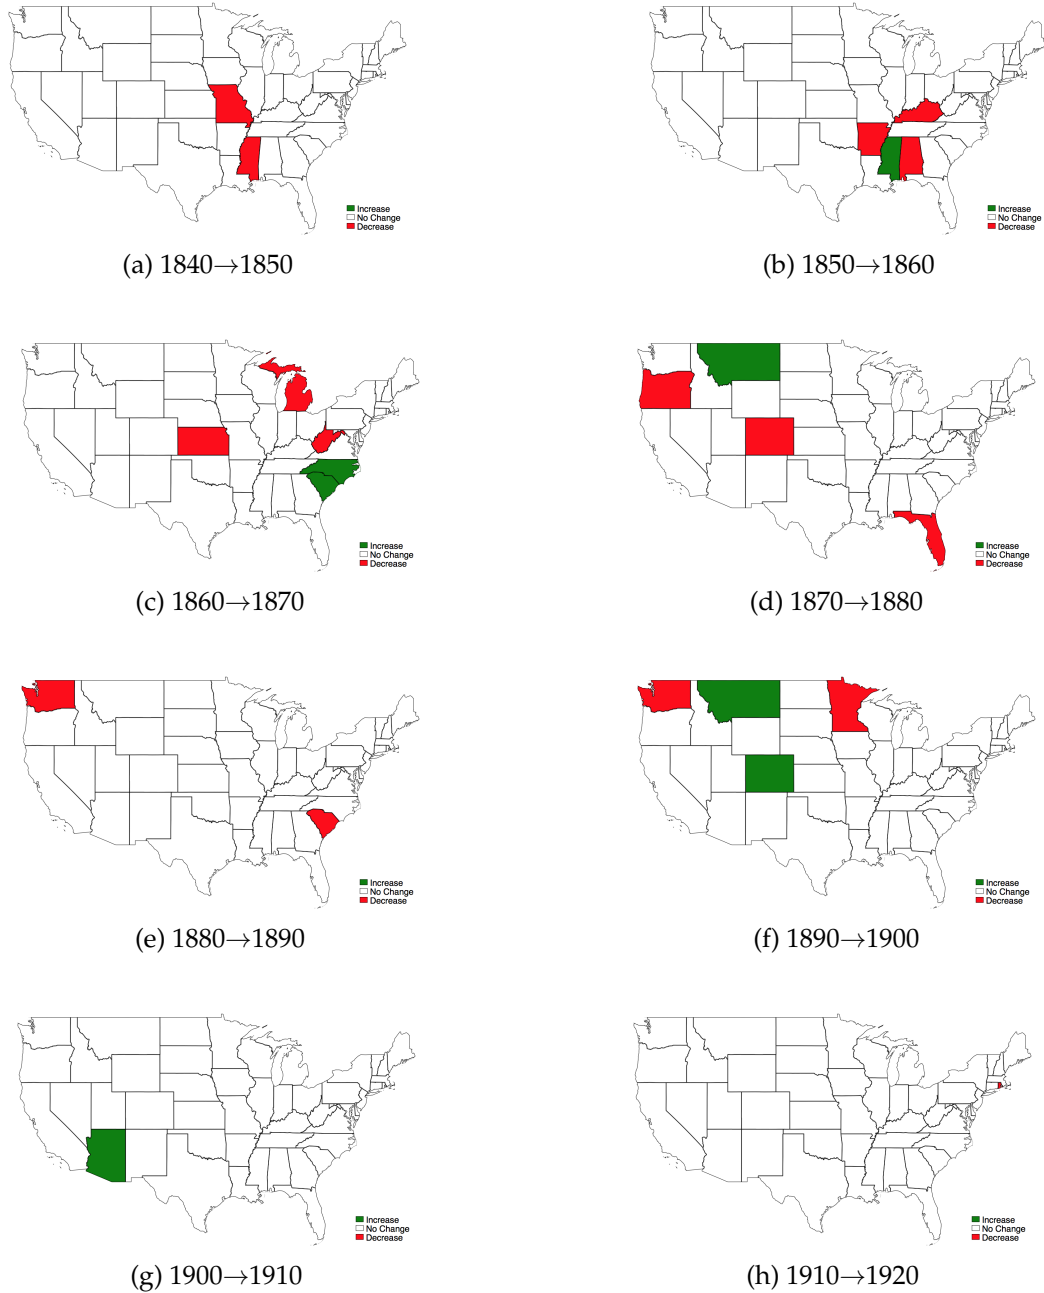 Increase
No Change
Decrease
(a) 1840→1850
Increase
No Change
Decrease
(b) 1850→1860
Increase
No Change
Decrease
(c) 1860→1870
Increase
No Change
Decrease
(d) 1870→1880
Increase
No Change
Decrease
(e) 1880→1890
Increase
No Change
Decrease
(f) 1890→1900
Increase
No Change
Decrease
(g) 1900→1910
Increase
No Change
Decrease
(h) 1910→1920